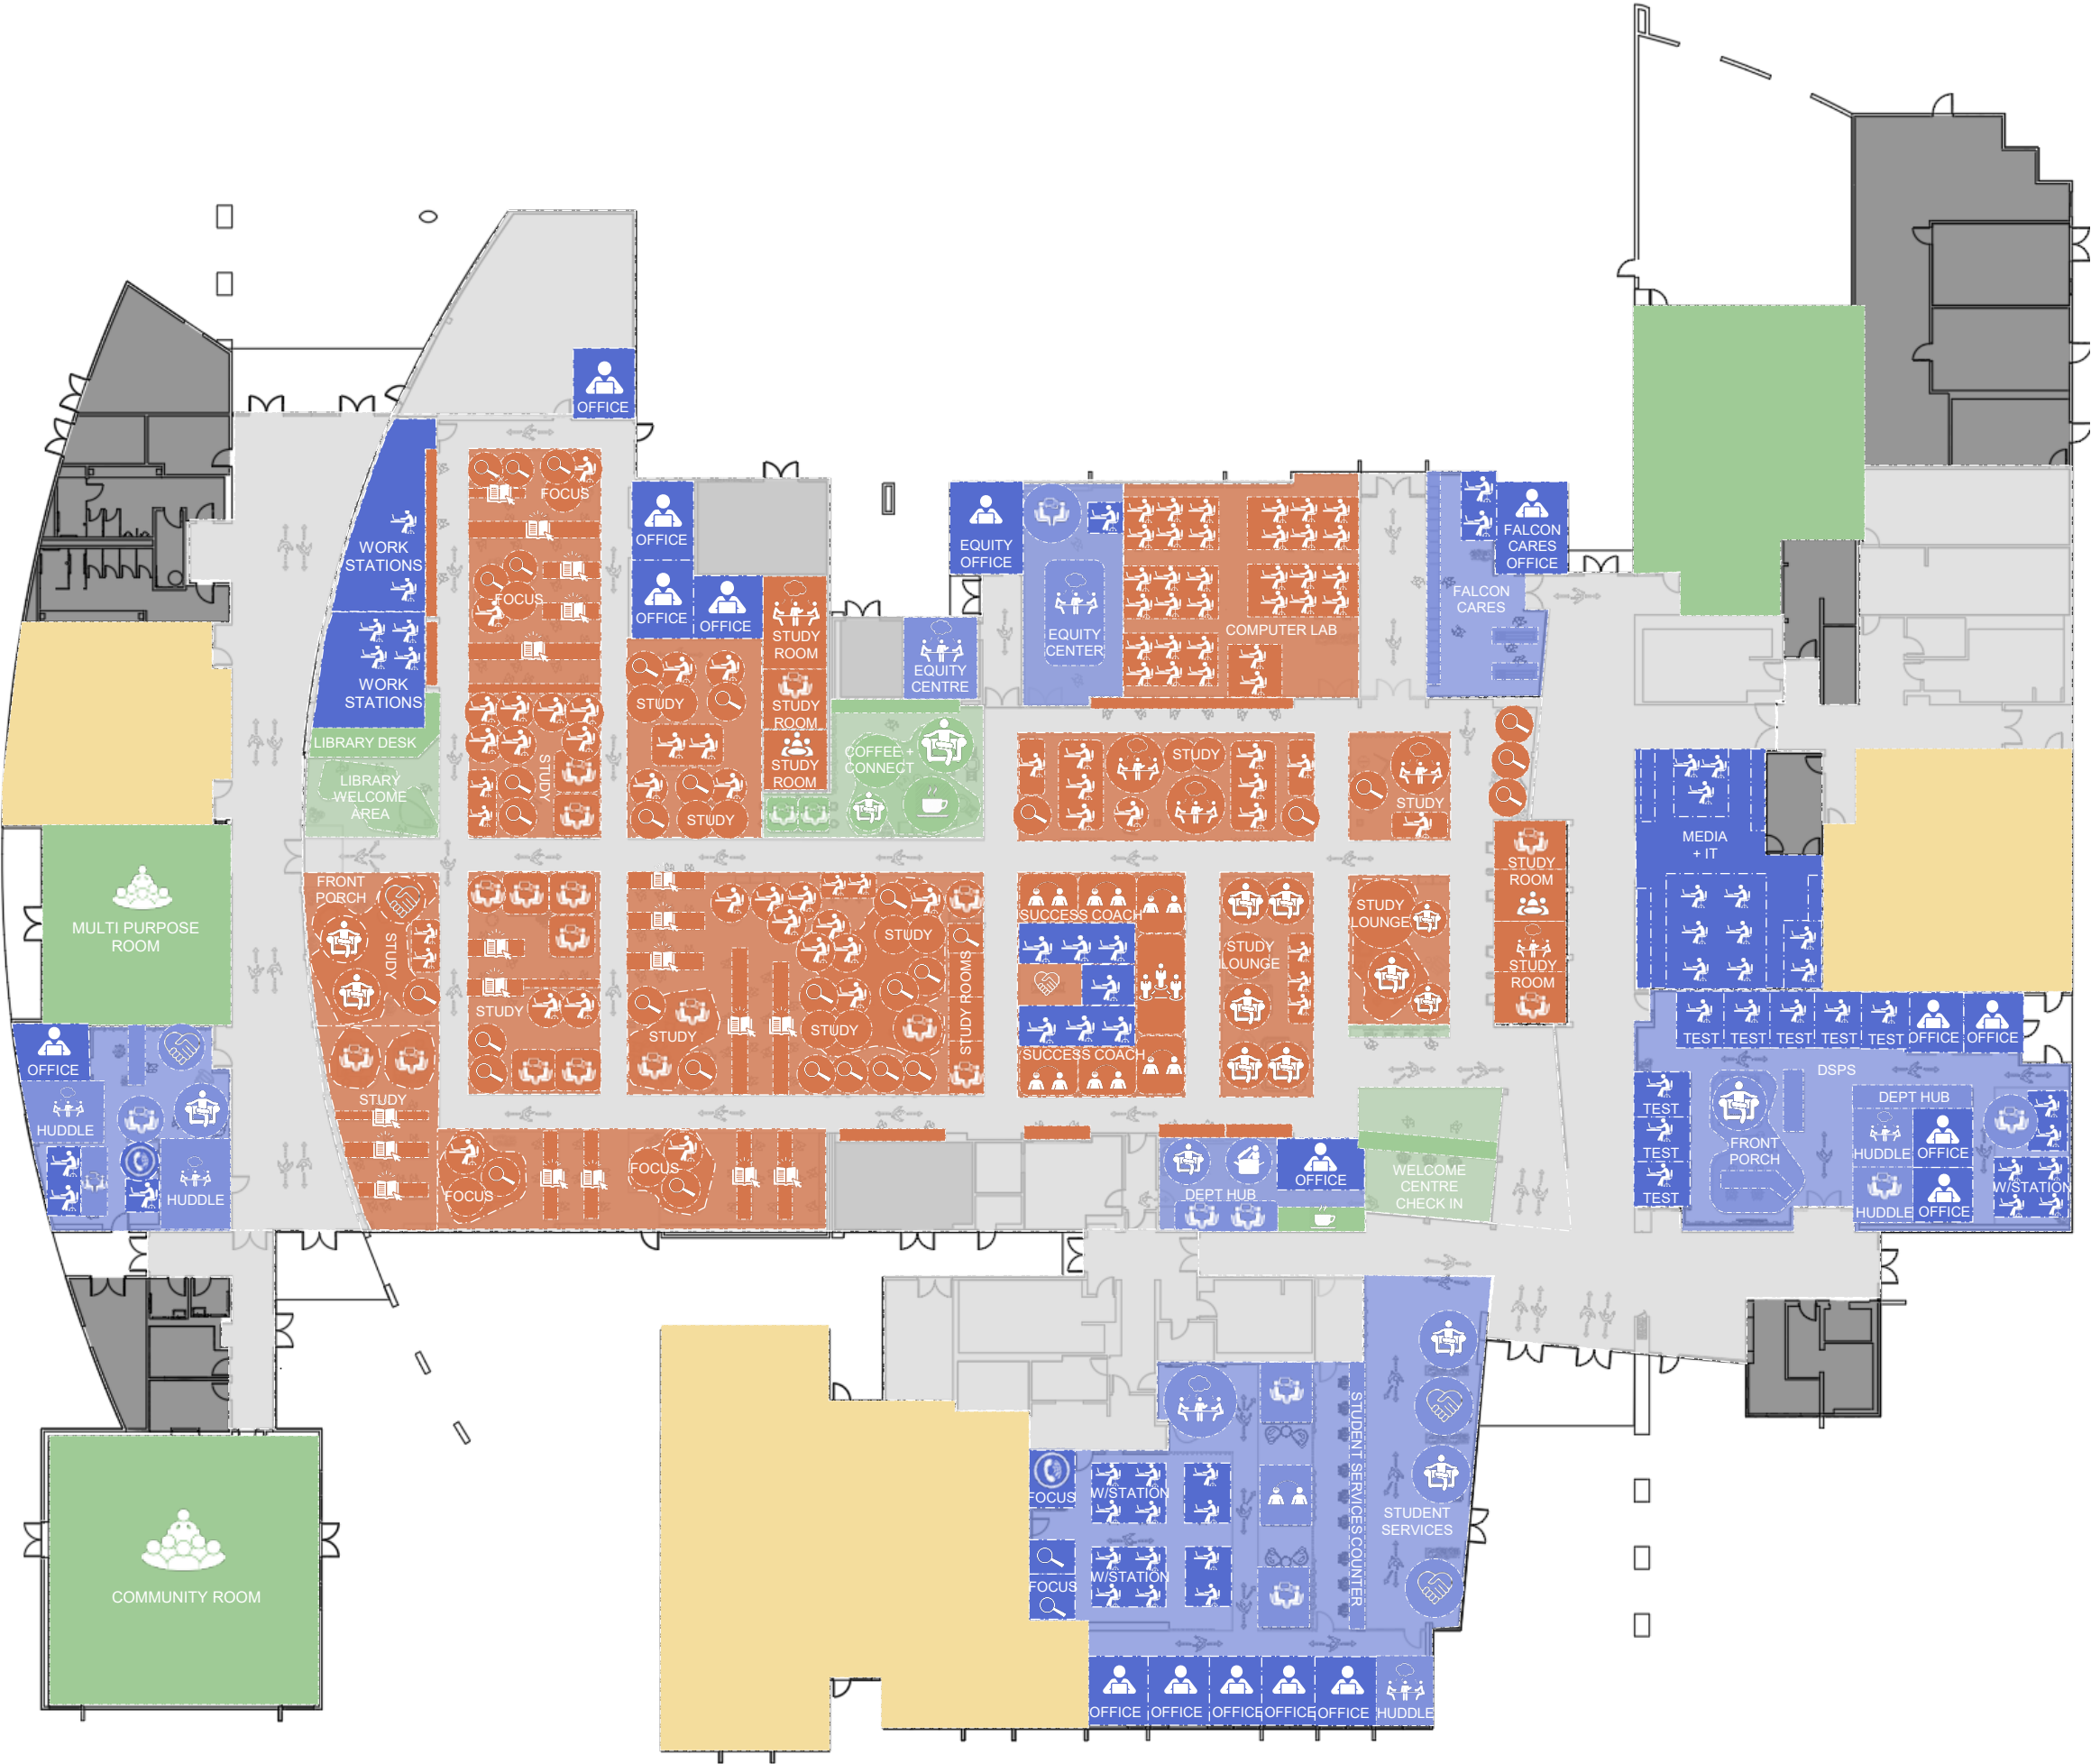 OFFICE
WORK
STATIONS
WORK
STATIONS
LIBRARY DESK
LIBRARY
WELCOME
AREA
FOCUS
FOCUS
STUDY
OFFICE
OFFICE
OFFICE
STUDY
ROOM
STUDY
ROOM
STUDY
ROOM
STUDY
STUDY
EQUITY
CENTRE
COFFEE +
CONNECT
EQUITY
OFFICE
EQUITY
CENTER
COMPUTER LAB
FALCON
CARES
FALCON
CARES
OFFICE
STUDY
STUDY
MULTI PURPOSE
ROOM
FRONT
PORCH
STUDY
STUDY
STUDY
STUDY
STUDY
STUDY
STUDY ROOMS
SUCCESS COACH
SUCCESS COACH
STUDY
LOUNGE
STUDY
LOUNGE
STUDY
ROOM
STUDY
ROOM
MEDIA
+ IT
TEST
TEST
TEST
TEST
TEST
OFFICE
OFFICE
DSPS
TEST
TEST
TEST
FRONT
PORCH
DEPT HUB
HUDDLE
OFFICE
HUDDLE
OFFICE
W/STATION
OFFICE
HUDDLE
HUDDLE
FOCUS
FOCUS
DEPT HUB
OFFICE
WELCOME
CENTRE
CHECK IN
COMMUNITY ROOM
FOCUS
W/STATION
FOCUS
W/STATION
STUDENT SERVICES COUNTER
STUDENT
SERVICES
OFFICE
OFFICE
OFFICE
OFFICE
OFFICE
HUDDLE